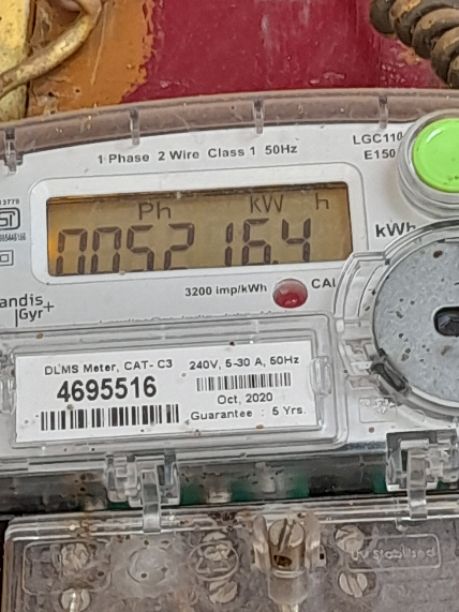 1 Phase 2 Wire Class 1 50Hz
LGC110
E150
Ph kW h
005216.4
kWh
3200 imp/kWh
CAL
andis
|Gyr+
DLMS Meter, CAT- C3
4695516
240V, 5-30 A, 50Hz
Oct, 2020
Guarantee : 5 Yrs.
UV Stabilised